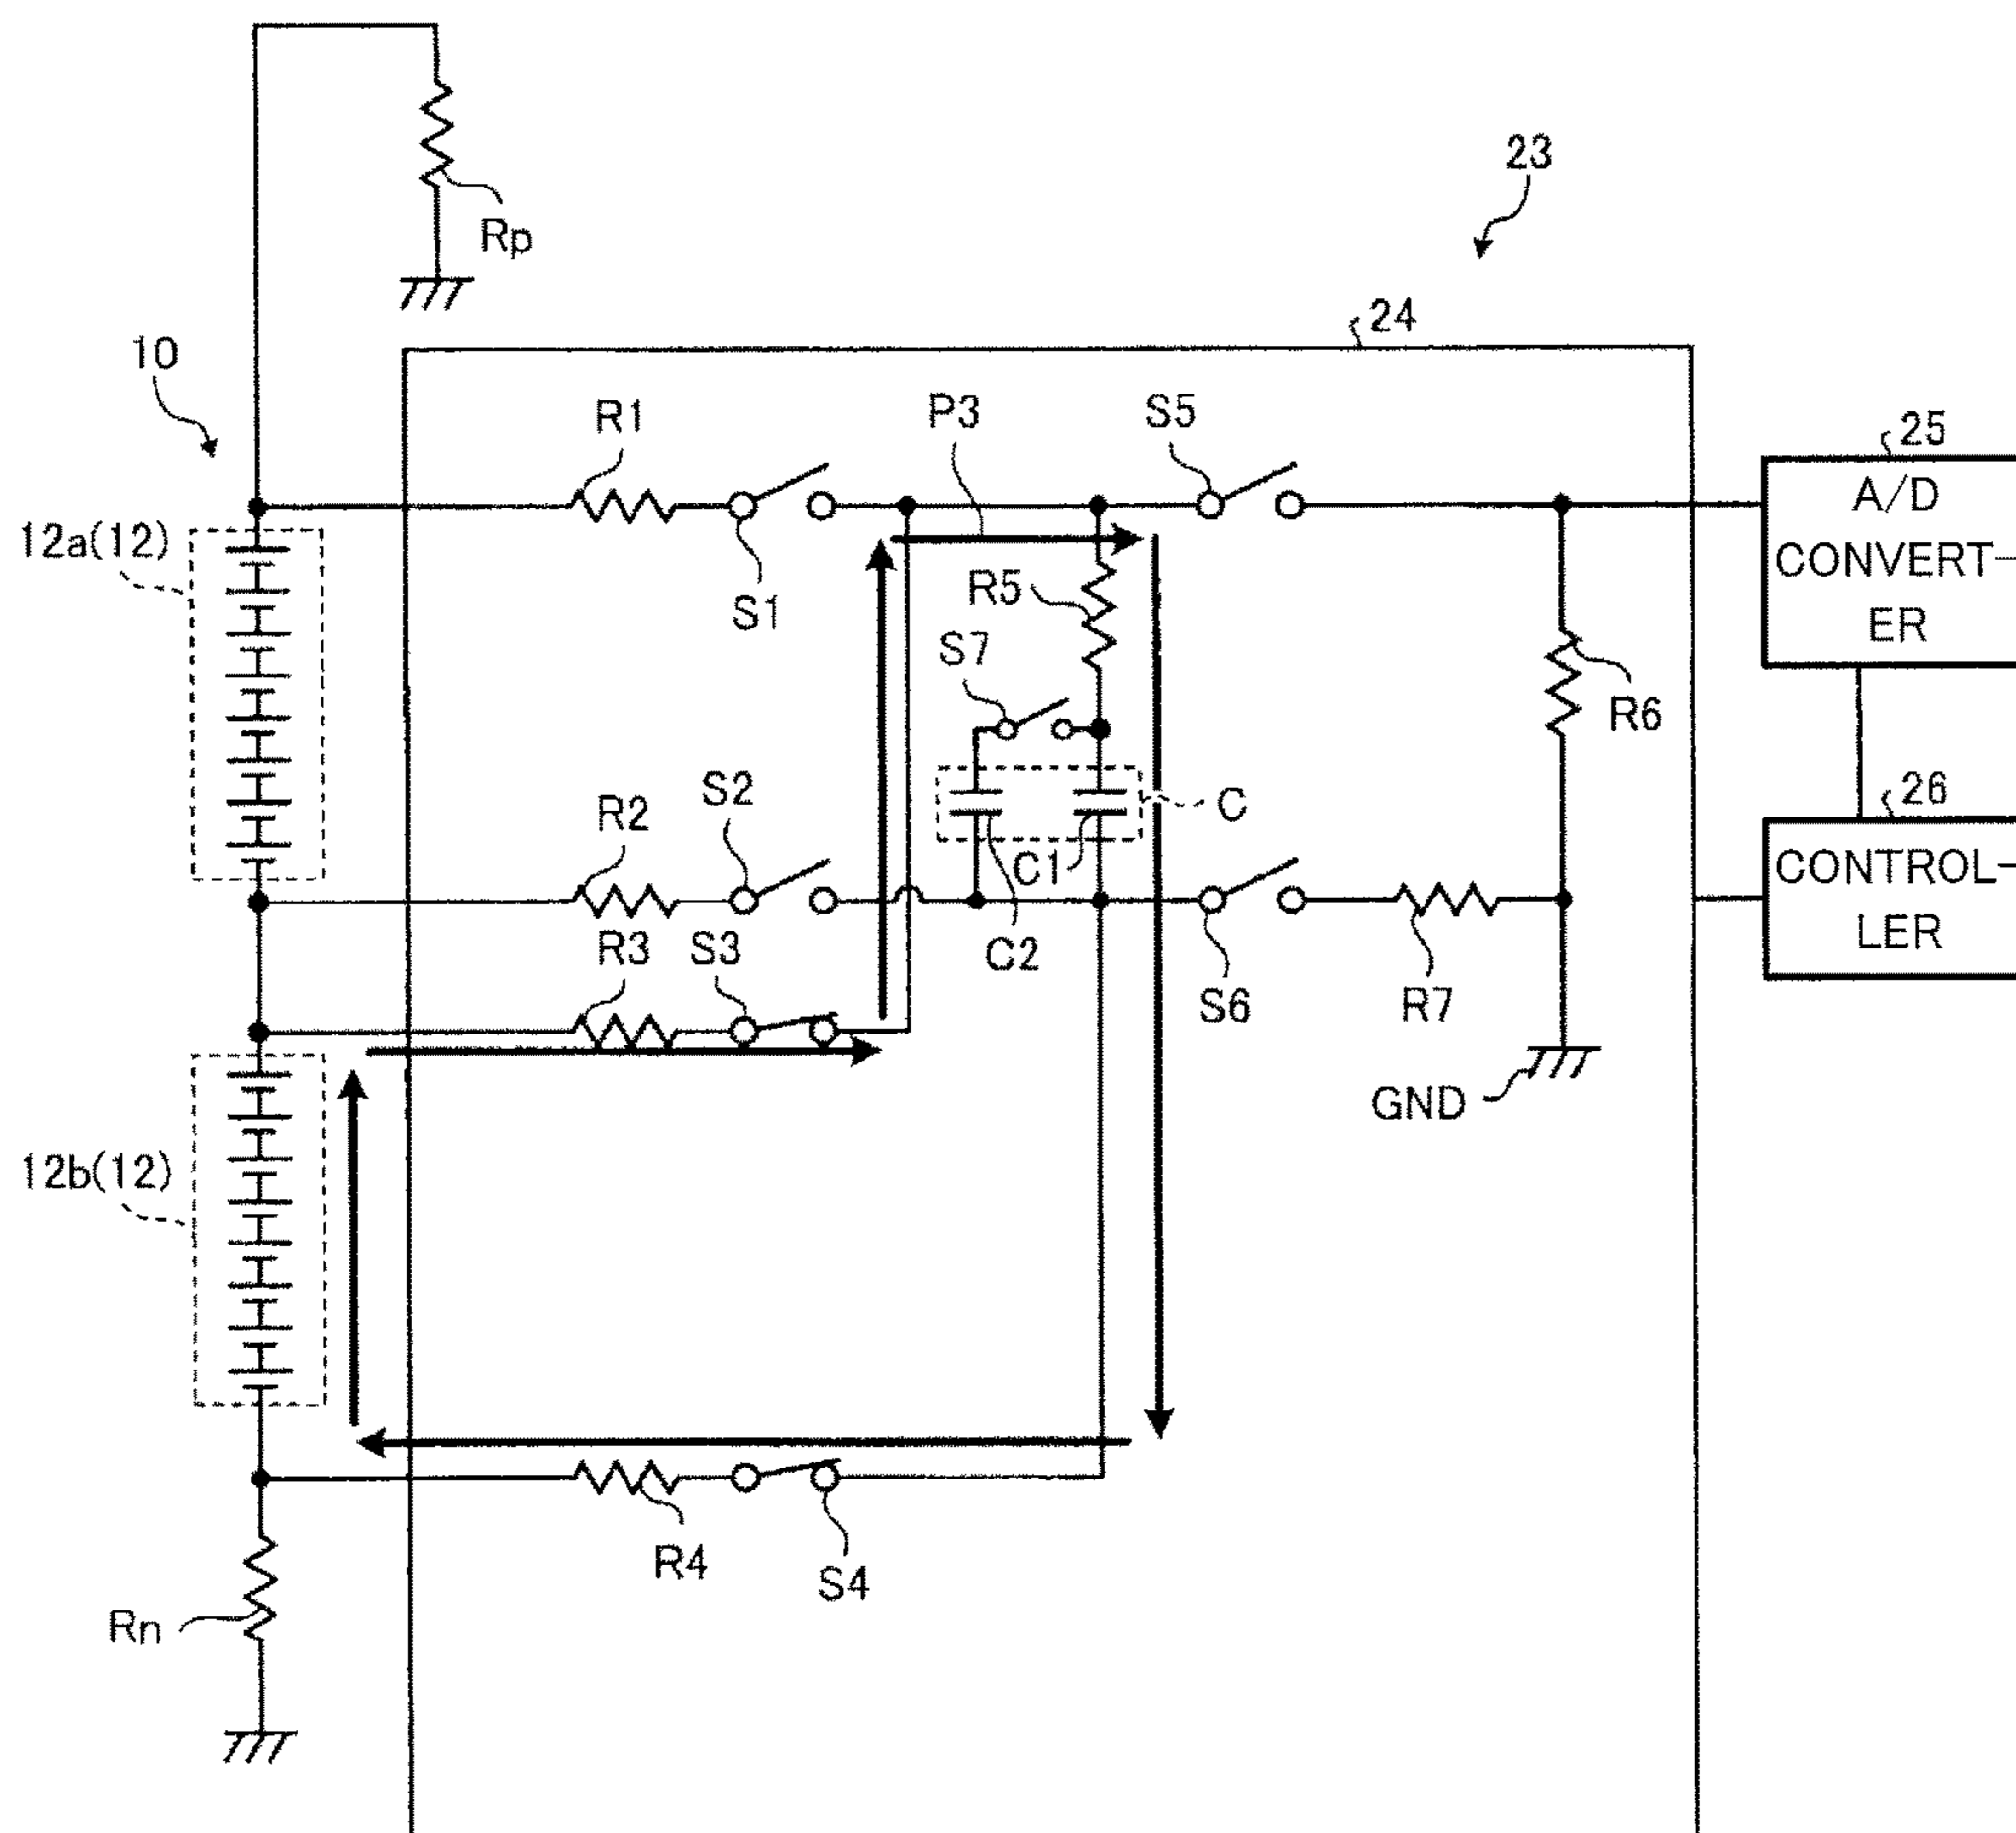 Rp
23
24
10
R1
P3
S5
25
A/D
CONVERT-
ER
12a(12)
S1
R5
S7
R6
R2
S2
C
26
CONTROL-
LER
C1
R3
S3
C2
S6
R7
GND
12b(12)
R4
S4
Rn